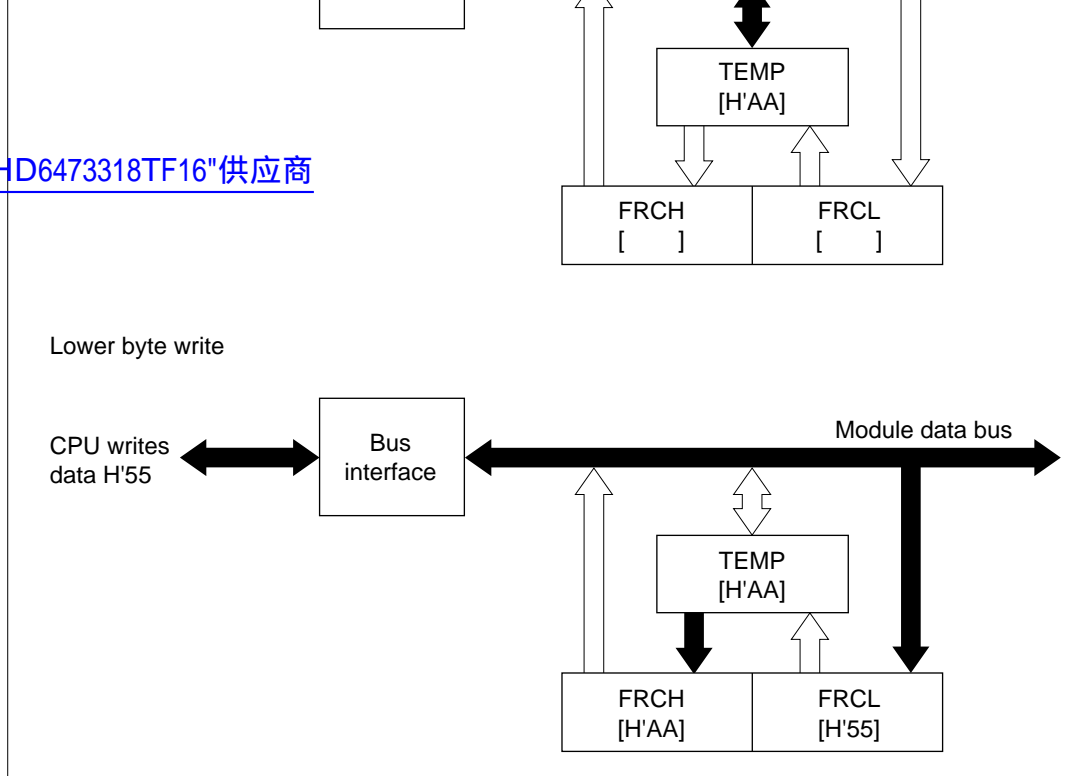 TEMP
[H'AA]
HD6473318TF16"供应商
FRCH
[ ]
FRCL
[ ]
Lower byte write
CPU writes
data H'55
Bus
interface
Module data bus
TEMP
[H'AA]
FRCH
[H'AA]
FRCL
[H'55]